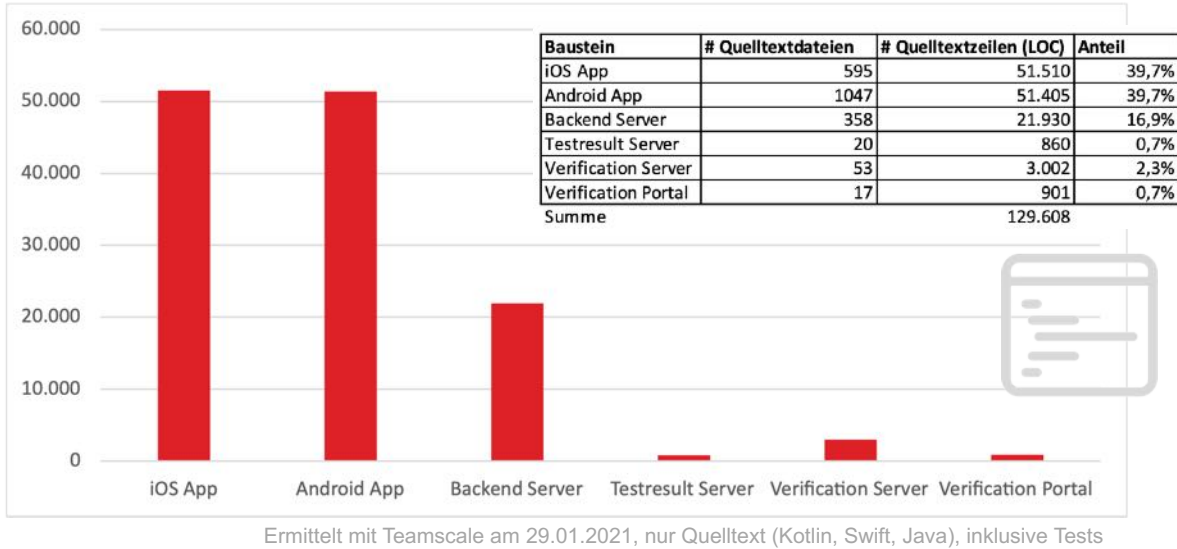 60.000
50.000
40.000
30.000
20.000
10.000
0
Baustein # Quelltextdateien # Quelltextzeilen (LOC) Anteil
iOS App 595 51.510 39,7%
Android App 1047 51.405 39,7%
Backend Server 358 21.930 16,9%
Testresult Server 20 860 0,7%
Verification Server 53 3.002 2,3%
Verification Portal 17 901 0,7%
Summe 129.608
iOS App Android App Backend Server Testresult Server Verification Server Verification Portal
Ermittelt mit Teamscale am 29.01.2021, nur Quelltext (Kotlin, Swift, Java), inklusive Tests